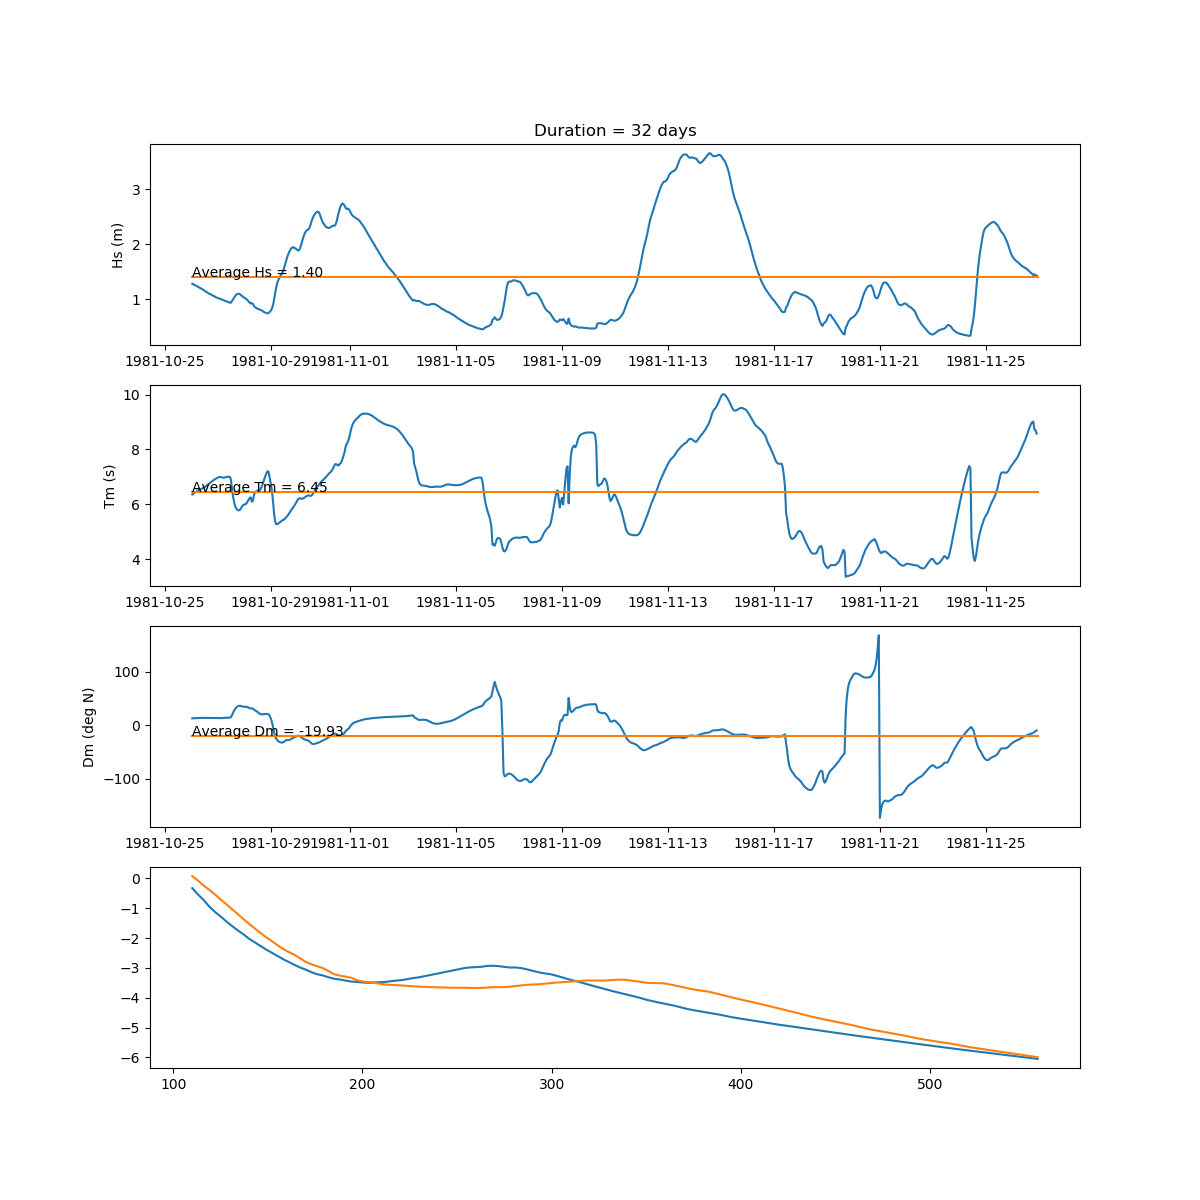 Duration = 32 days
Hs (m)
3
2
1
Average Hs = 1.40
1981-10-25 1981-10-29 1981-11-01 1981-11-05 1981-11-09 1981-11-13 1981-11-17 1981-11-21 1981-11-25
Tm (s)
10
8
6
4
Average Tm = 6.45
1981-10-25 1981-10-29 1981-11-01 1981-11-05 1981-11-09 1981-11-13 1981-11-17 1981-11-21 1981-11-25
Dm (deg N)
100
0
−100
Average Dm = -19.93
1981-10-25 1981-10-29 1981-11-01 1981-11-05 1981-11-09 1981-11-13 1981-11-17 1981-11-21 1981-11-25
0
−1
−2
−3
−4
−5
−6
100 200 300 400 500